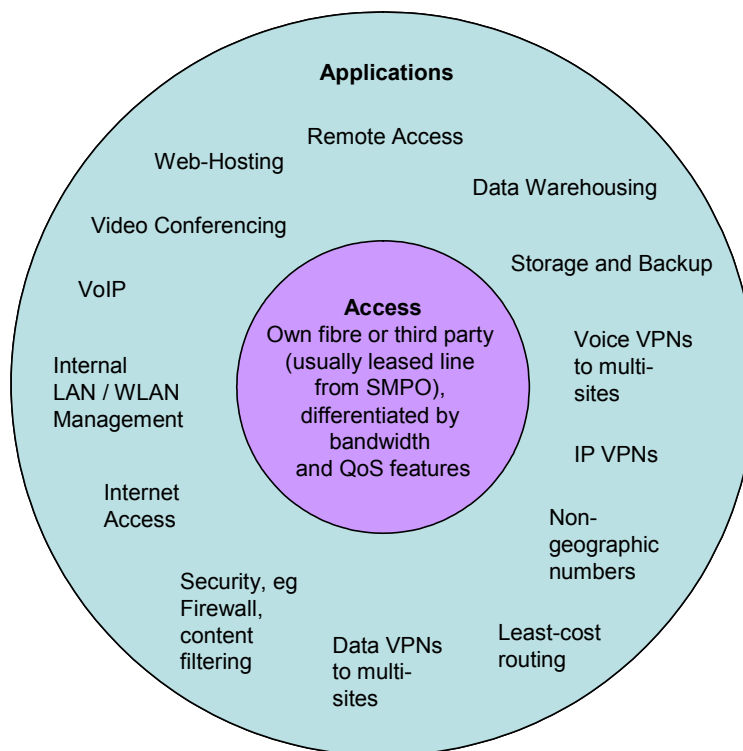 Applications
Remote Access
Web-Hosting
Data Warehousing
Video Conferencing
Storage and Backup
VoIP
Access
Own fibre or third party
(usually leased line
from SMPO),
differentiated by
bandwidth
and QoS features
Voice VPNs
to multi-
sites
Internal
LAN / WLAN
Management
IP VPNs
Internet
Access
Non-
geographic
numbers
Security, eg
Firewall,
content
filtering
Data VPNs
to multi-
sites
Least-cost
routing